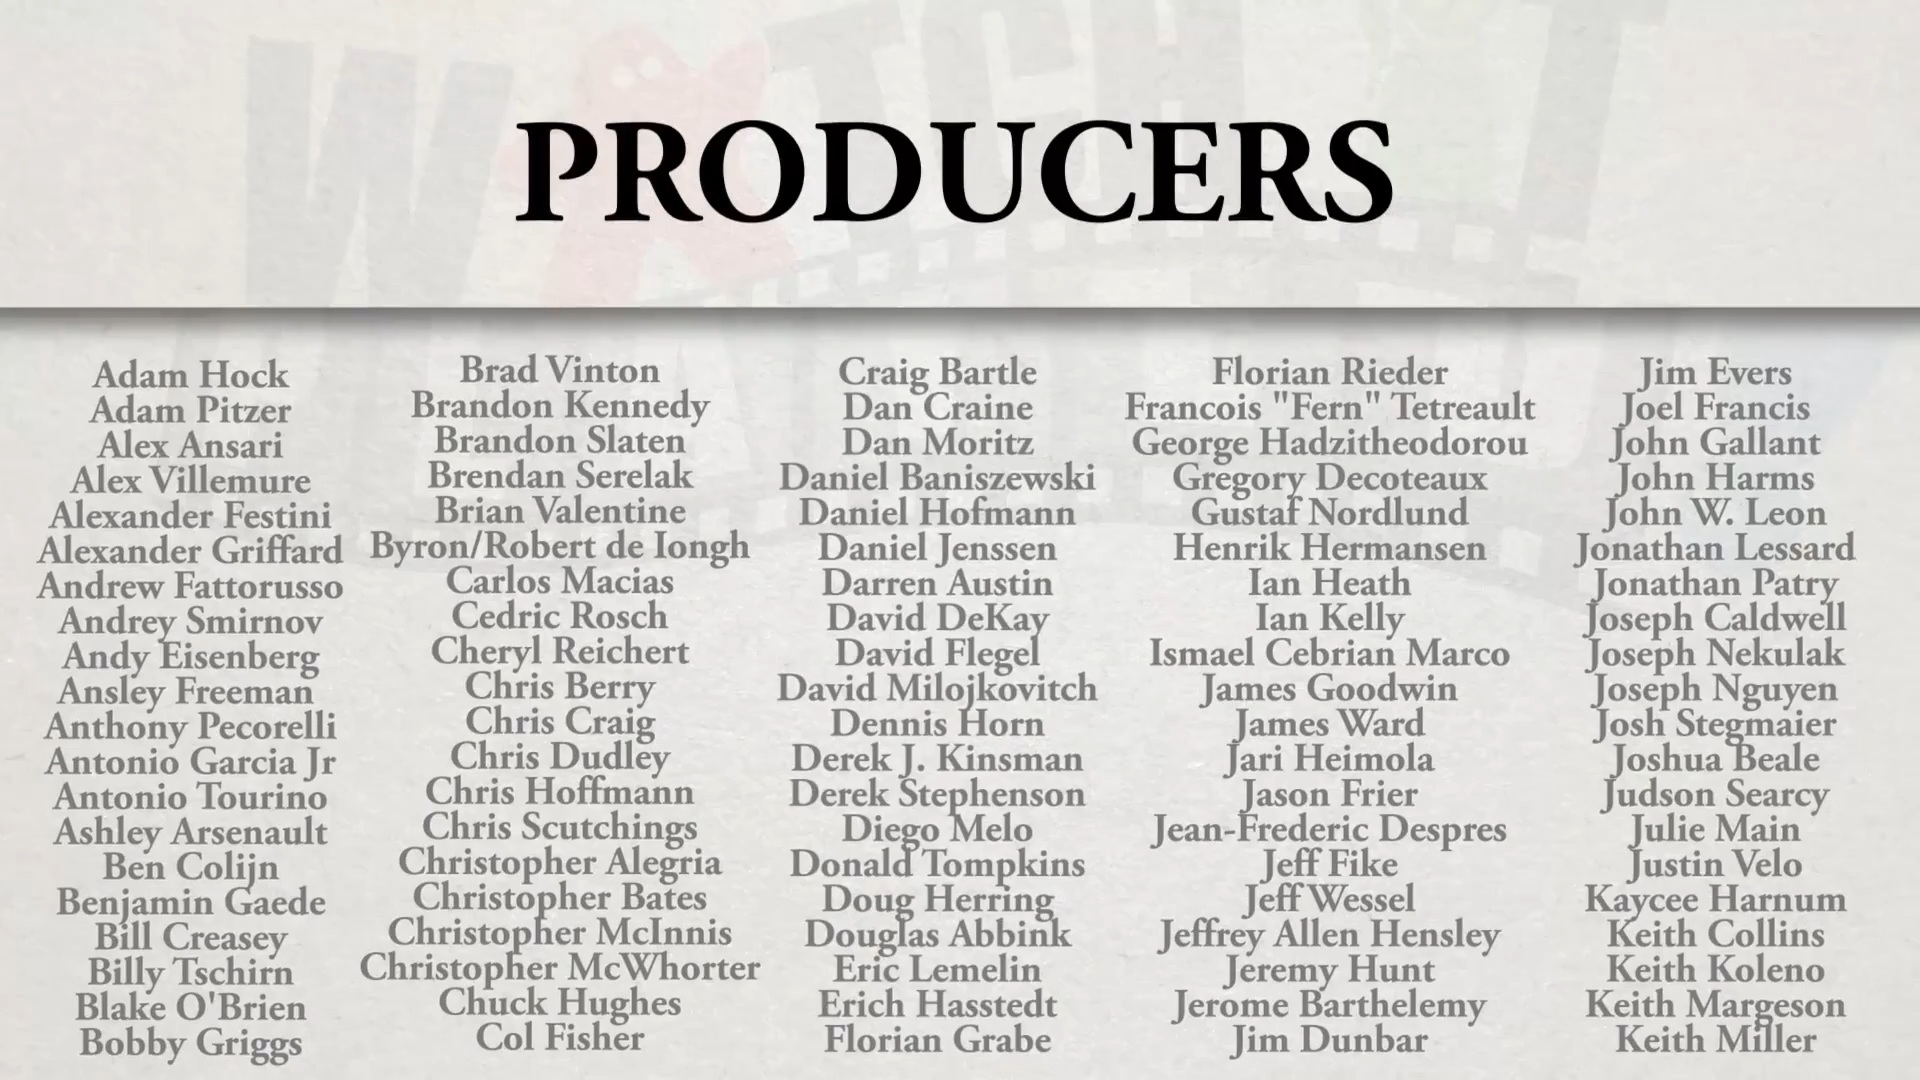 PRODUCERS
Adam Hock
Adam Pitzer
Alex Ansari
Alex Villemure
Alexander Festini
Alexander Griffard
Andrew Fattorusso
Andrey Smirnov
Andy Eisenberg
Ansley Freeman
Anthony Pecorelli
Antonio Garcia Jr
Antonio Tourino
Ashley Arsenault
Ben Colijn
Benjamin Gaede
Bill Creasey
Billy Tschirn
Blake O'Brien
Bobby Griggs
Brad Vinton
Brandon Kennedy
Brandon Slaten
Brendan Serelak
Brian Valentine
Byron/Robert de Iongh
Carlos Macias
Cedric Rosch
Cheryl Reichert
Chris Berry
Chris Craig
Chris Dudley
Chris Hoffmann
Chris Scutchings
Christopher Alegria
Christopher Bates
Christopher McInnis
Christopher McWhorter
Chuck Hughes
Col Fisher
Craig Bartle
Dan Craine
Dan Moritz
Daniel Baniszewski
Daniel Hofmann
Daniel Jenssen
Darren Austin
David DeKay
David Flegel
David Milojkovitch
Dennis Horn
Derek J. Kinsman
Derek Stephenson
Diego Melo
Donald Tompkins
Doug Herring
Douglas Abbink
Eric Lemelin
Erich Hasstedt
Florian Grabe
Florian Rieder
Francois "Fern" Tetreault
George Hadzitheodorou
Gregory Decoteaux
Gustaf Nordlund
Henrik Hermansen
Ian Heath
Ian Kelly
Ismael Cebrian Marco
James Goodwin
James Ward
Jari Heimola
Jason Frier
Jean-Frederic Despres
Jeff Fike
Jeff Wessel
Jeffrey Allen Hensley
Jeremy Hunt
Jerome Barthelemy
Jim Dunbar
Jim Evers
Joel Francis
John Gallant
John Harms
John W. Leon
Jonathan Lessard
Jonathan Patry
Joseph Caldwell
Joseph Nekulak
Joseph Nguyen
Josh Stegmaier
Joshua Beale
Judson Searcy
Julie Main
Justin Velo
Kaycee Harnum
Keith Collins
Keith Koleno
Keith Margeson
Keith Miller